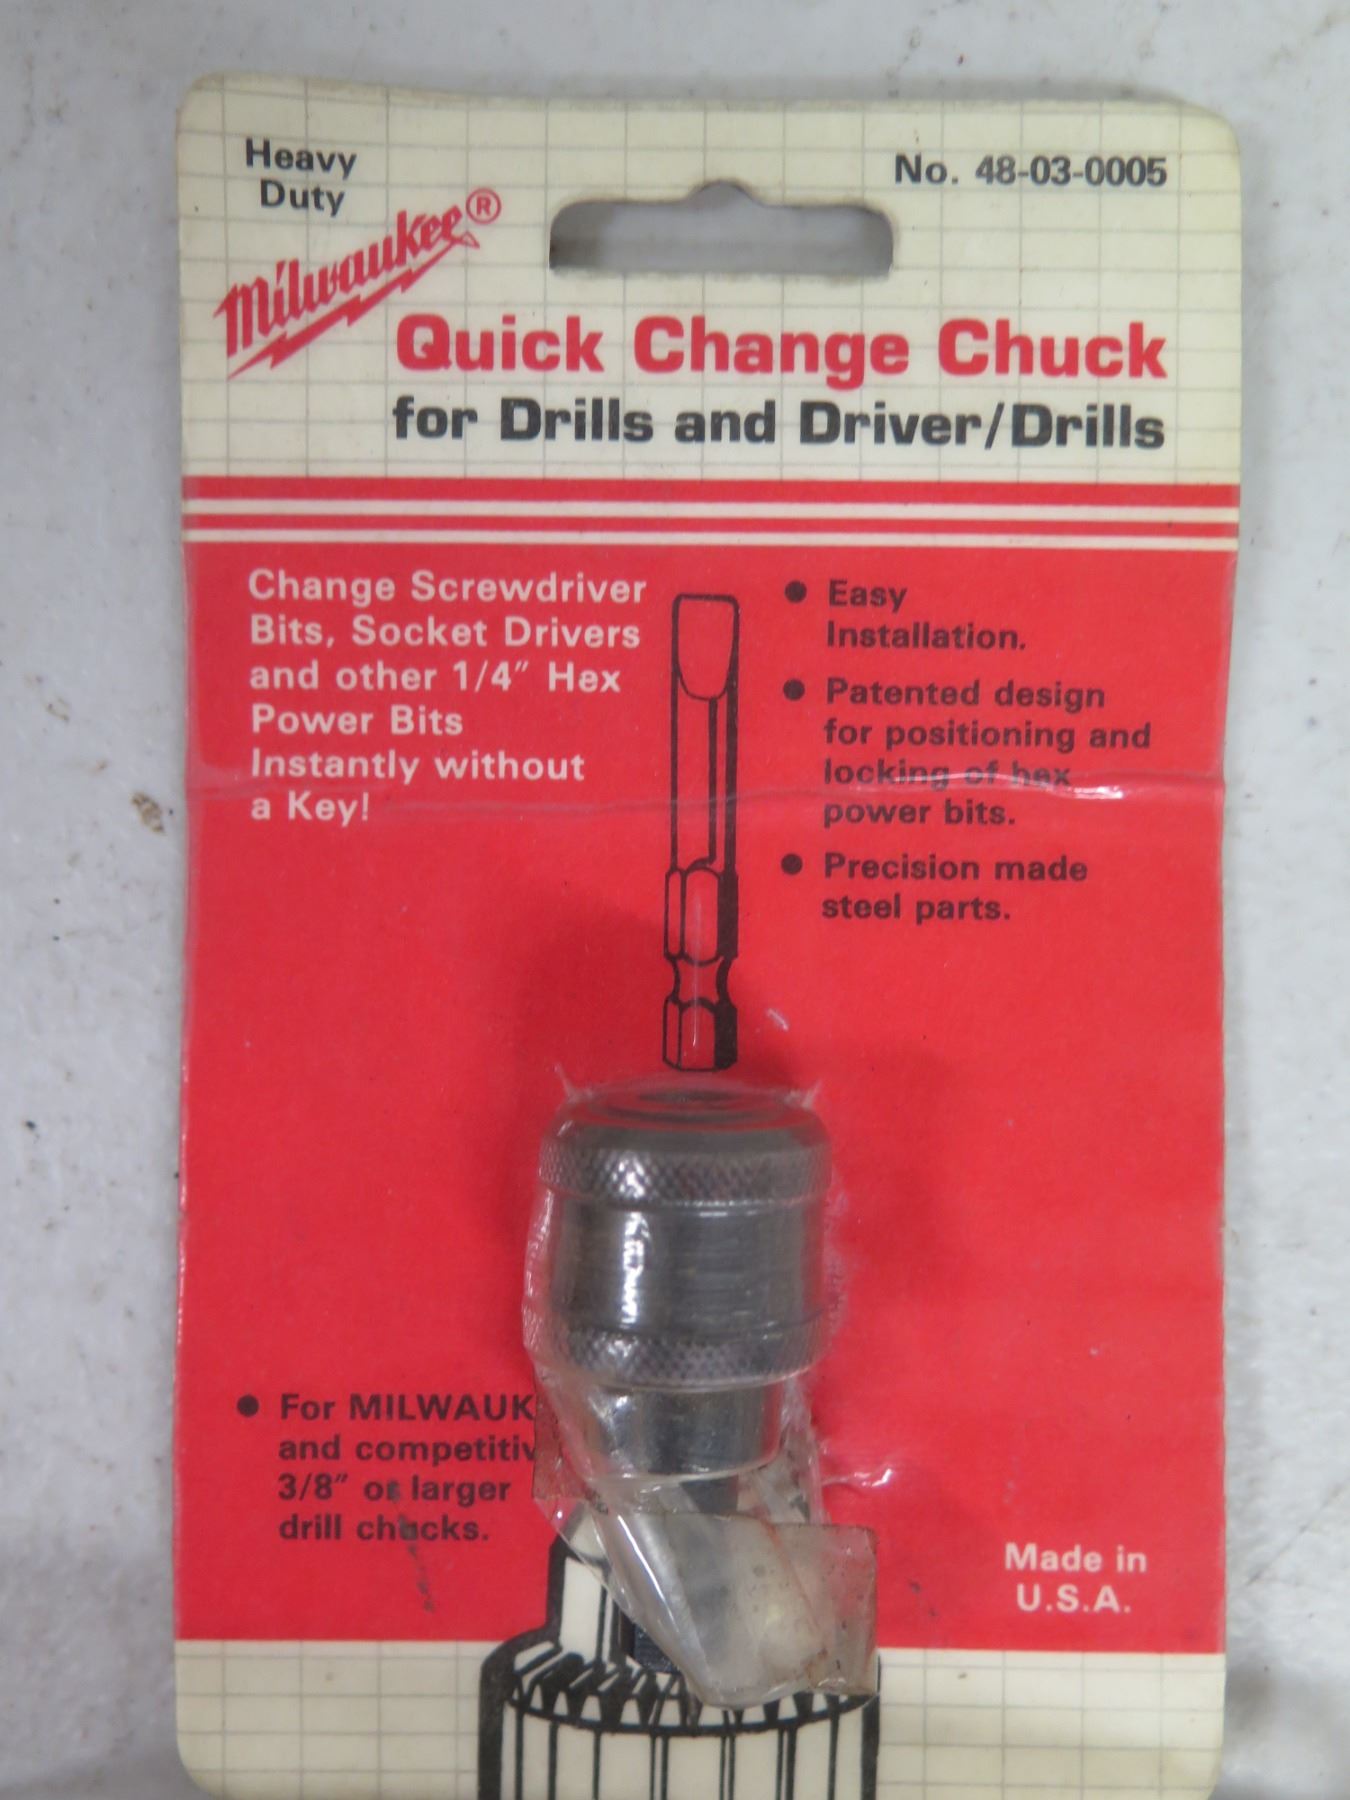 Heavy
Duty
No. 48-03-0005
Milwaukee®
Quick Change Chuck
for Drills and Driver/Drills
Change Screwdriver
Bits, Socket Drivers
and other 1/4" Hex
Power Bits
Instantly without
a Key!
● Easy
Installation.
● Patented design
for positioning and
locking of hex
power bits.
● Precision made
steel parts.
● For MILWAUK
and competitiv
3/8" or larger
drill chucks.
Made in
U.S.A.